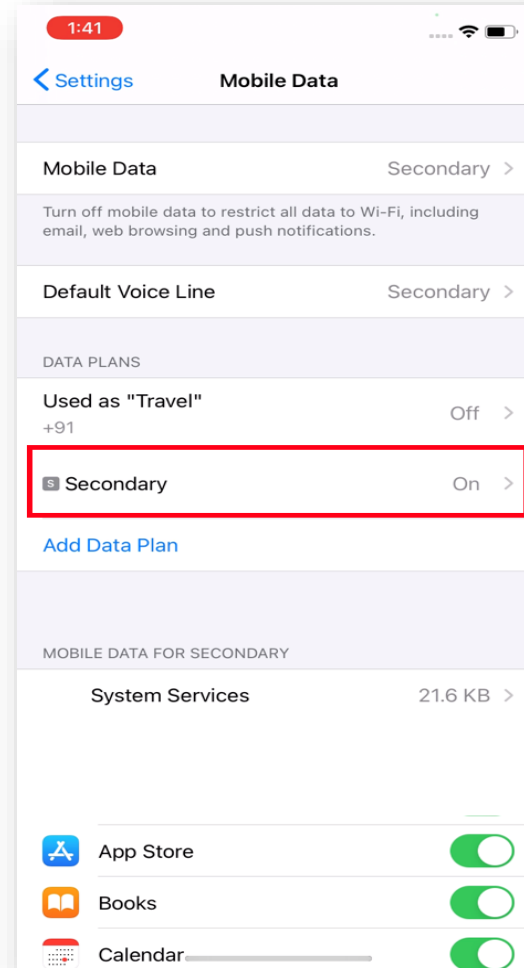 1:41
Settings
Mobile Data
Mobile Data Secondary
Turn off mobile data to restrict all data to Wi-Fi, including
email, web browsing and push notifications.
Default Voice Line Secondary
DATA PLANS
Used as "Travel"
+91
Off
S Secondary On
Add Data Plan
MOBILE DATA FOR SECONDARY
System Services 21.6 KB
App Store
Books
Calendar